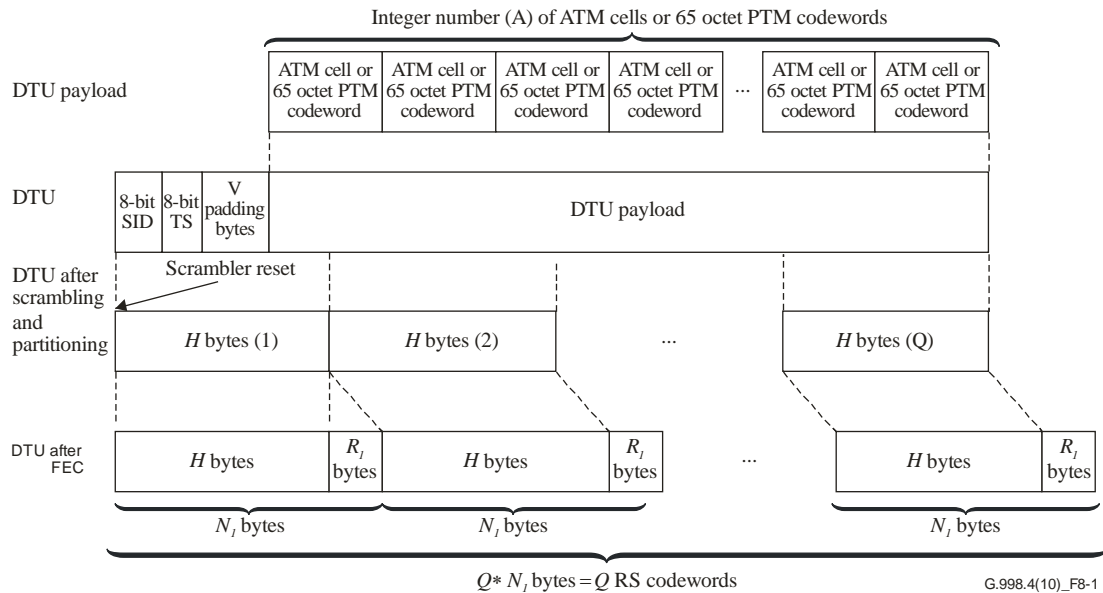 Integer number (A) of ATM cells or 65 octet PTM codewords
DTU payload
ATM cell or
65 octet PTM
codeword
ATM cell or
65 octet PTM
codeword
ATM cell or
65 octet PTM
codeword
ATM cell or
65 octet PTM
codeword
...
ATM cell or
65 octet PTM
codeword
ATM cell or
65 octet PTM
codeword
DTU
8-bit
SID
8-bit
TS
V
padding
bytes
DTU payload
DTU after
scrambling
and
partitioning
Scrambler reset
H bytes (1)
H bytes (2)
...
H bytes (Q)
DTU after
FEC
H bytes
R1
bytes
H bytes
R1
bytes
...
H bytes
R1
bytes
N1 bytes
N1 bytes
N1 bytes
Q* N1 bytes = Q RS codewords
G.998.4(10)_F8-1